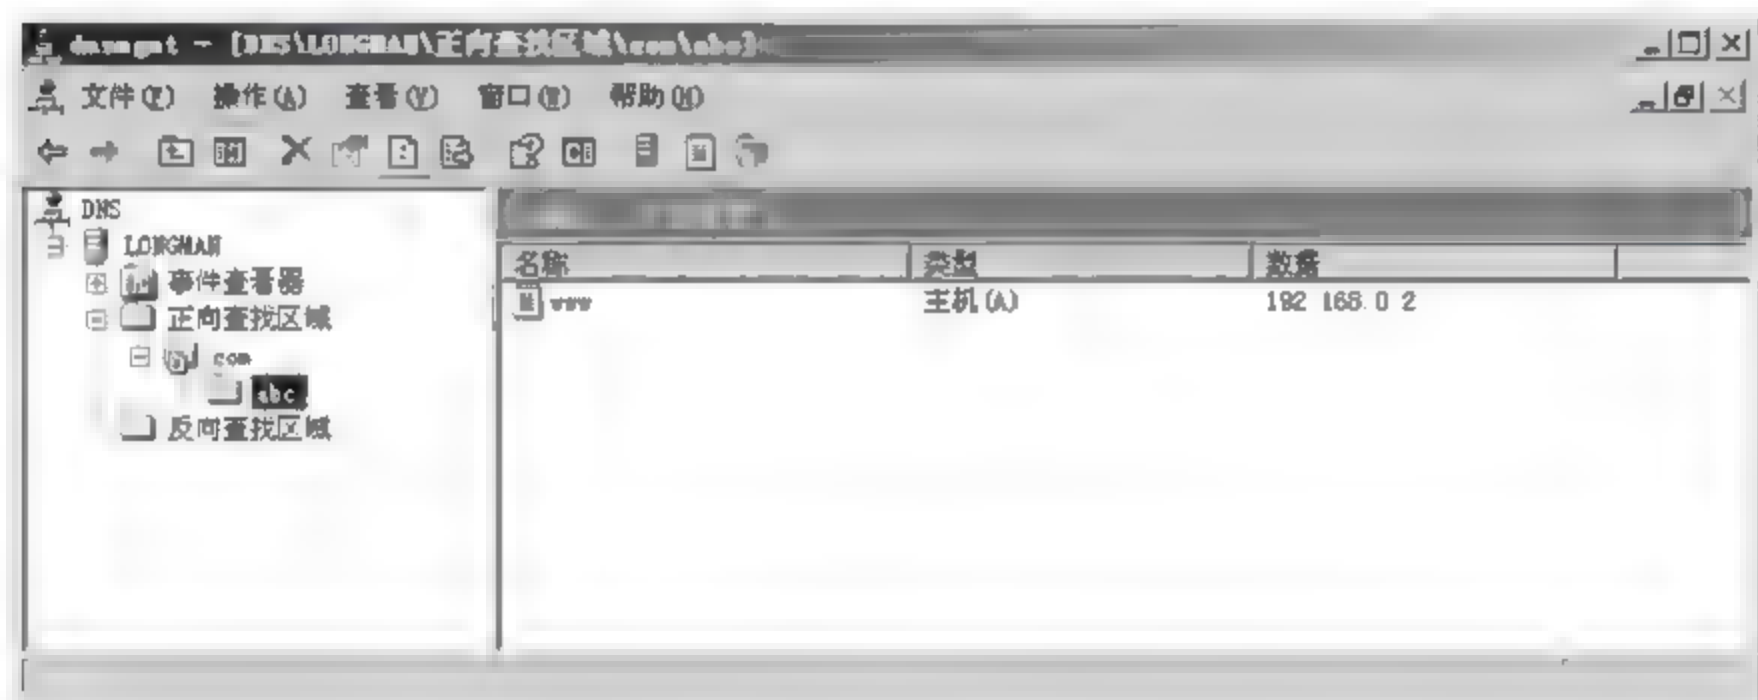 dnsmgmt - [DNS\LONGMAN\正向查找区域\com\abc]
文件(F) 操作(A) 查看(V) 窗口(W) 帮助(H)
DNS
LONGMAN
事件查看器
正向查找区域
com
abc
反向查找区域
名称 类型 数据
www 主机(A) 192 168.0 2